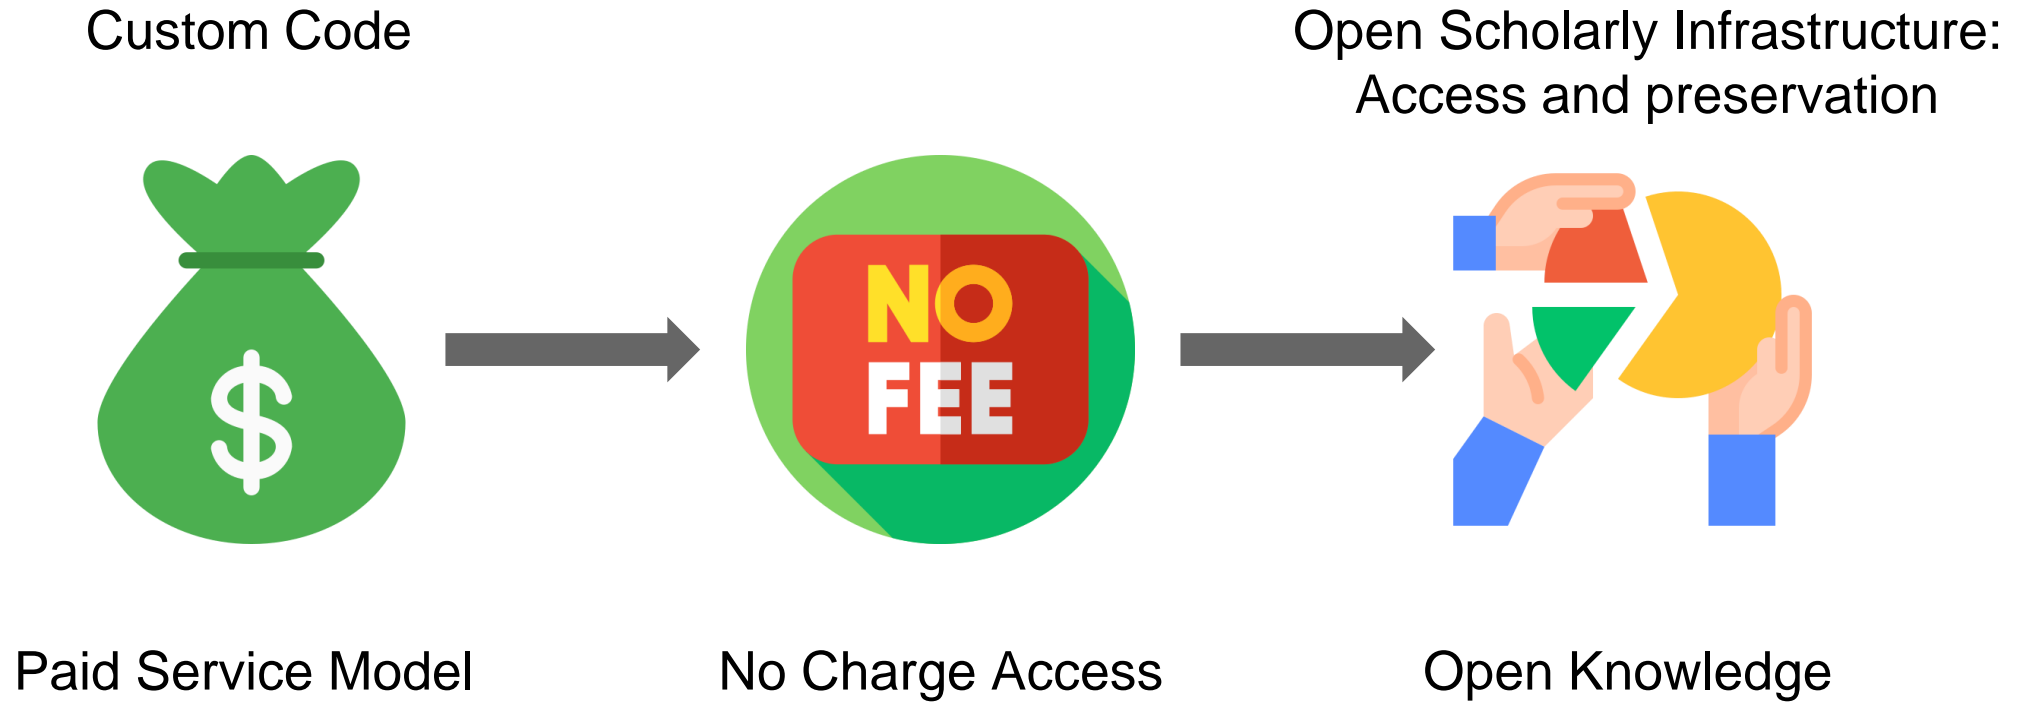 Custom Code
Open Scholarly Infrastructure:
Access and preservation
$
NO
FEE
Paid Service Model
No Charge Access
Open Knowledge